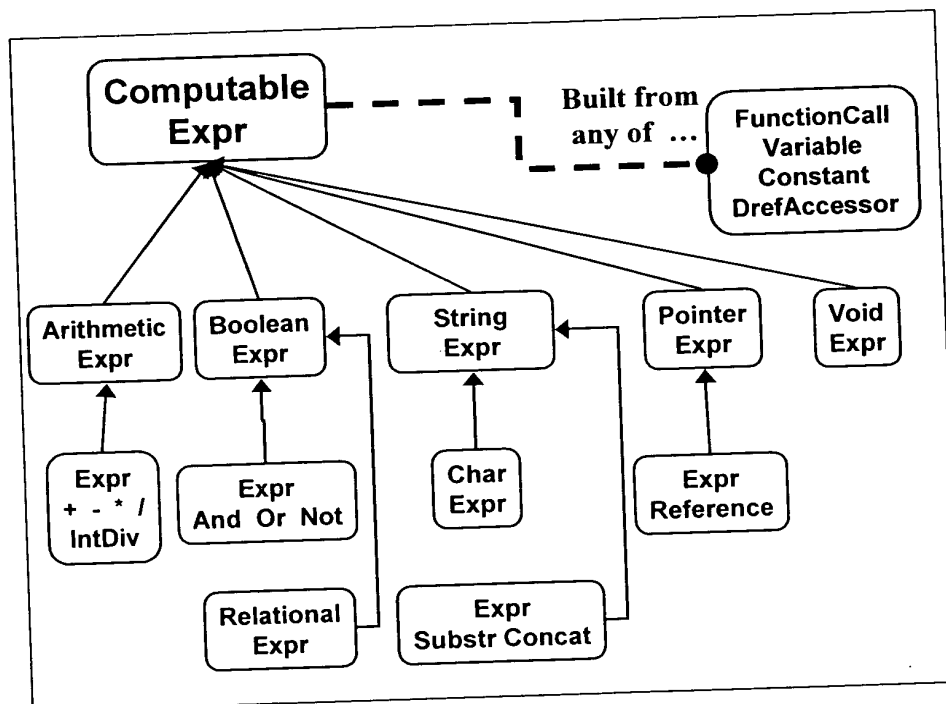 Computable
Expr
Built from
any of …
FunctionCall
Variable
Constant
DrefAccessor
Arithmetic
Expr
Boolean
Expr
String
Expr
Pointer
Expr
Void
Expr
Expr
+ - * /
IntDiv
Expr
And Or Not
Char
Expr
Expr
Reference
Relational
Expr
Expr
Substr Concat